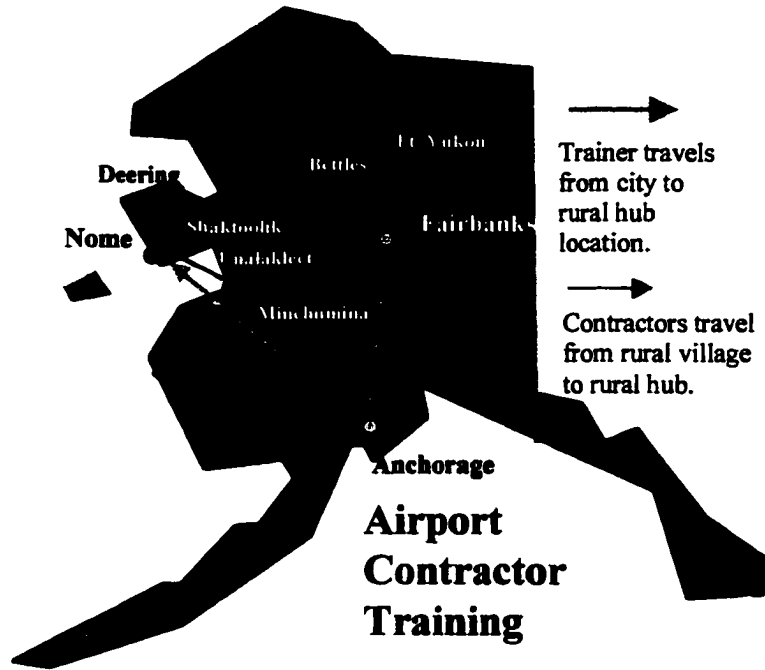 Ft. Yukon
Bettles
Deering
Shaktoolik
Nome
Fairbanks
Unalakleet
Minchumina
Anchorage
Trainer travels
from city to
rural hub
location.
Contractors travel
from rural village
to rural hub.
Airport
Contractor
Training